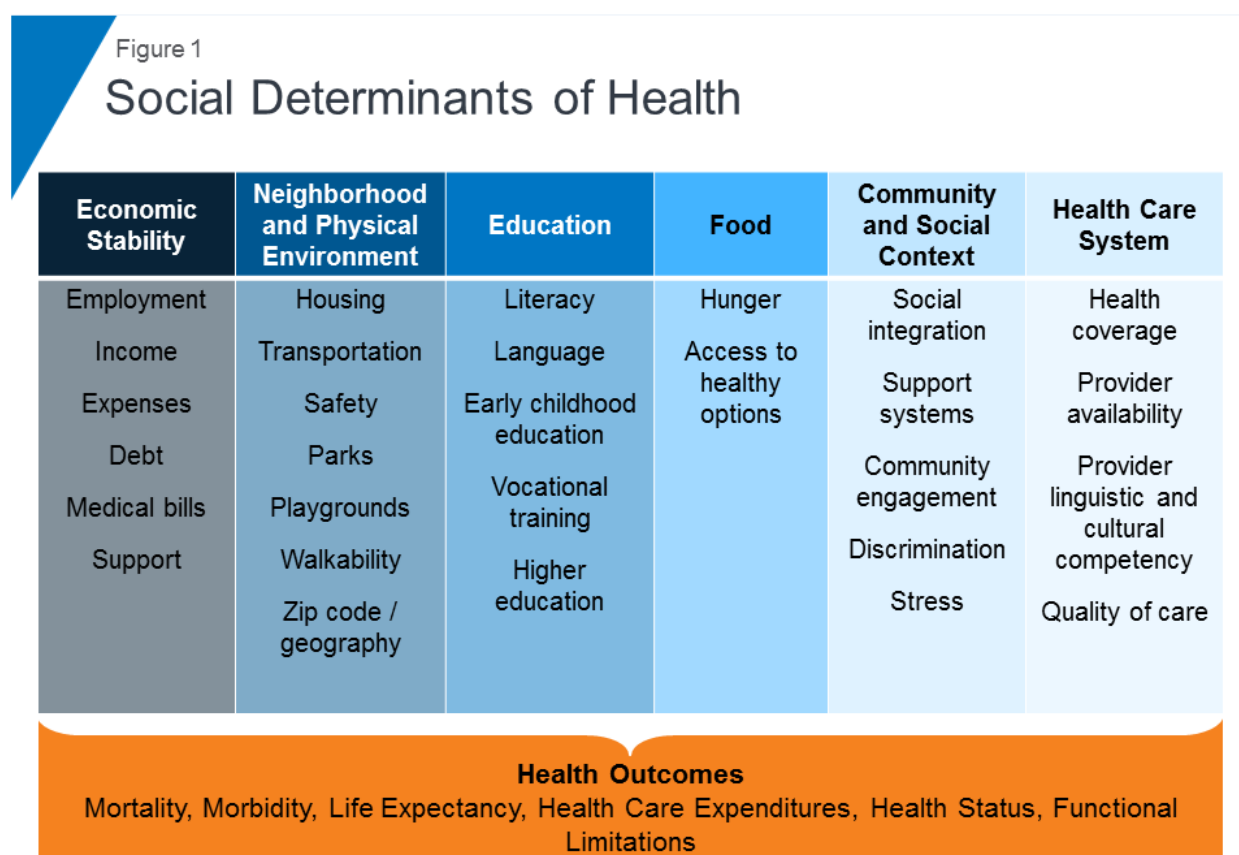 Figure 1
Social Determinants of Health
Economic
Stability
Neighborhood
and Physical
Environment
Education
Food
Community
and Social
Context
Health Care
System
Employment
Income
Expenses
Debt
Medical bills
Support
Housing
Transportation
Safety
Parks
Playgrounds
Walkability
Zip code /
geography
Literacy
Language
Early childhood
education
Vocational
training
Higher
education
Hunger
Access to
healthy
options
Social
integration
Support
systems
Community
engagement
Discrimination
Stress
Health
coverage
Provider
availability
Provider
linguistic and
cultural
competency
Quality of care
Health Outcomes
Mortality, Morbidity, Life Expectancy, Health Care Expenditures, Health Status, Functional
Limitations